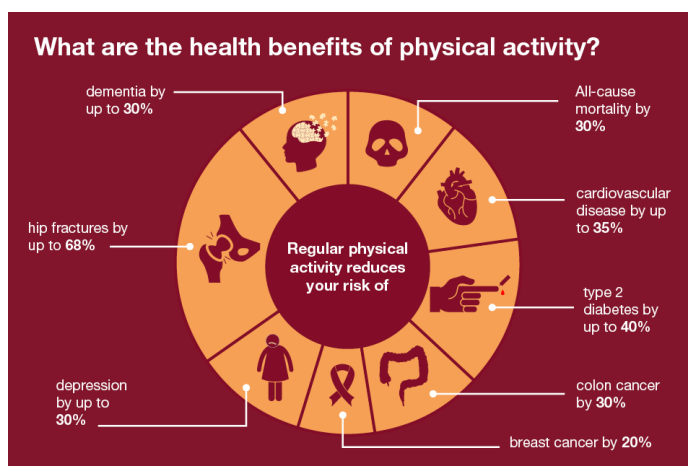 What are the health benefits of physical activity?
dementia by
up to 30%
All-cause
mortality by
30%
cardiovascular
disease by up
to 35%
hip fractures by
up to 68%
Regular physical
activity reduces
your risk of
type 2
diabetes by
up to 40%
depression
by up to
30%
colon cancer
by 30%
breast cancer by 20%